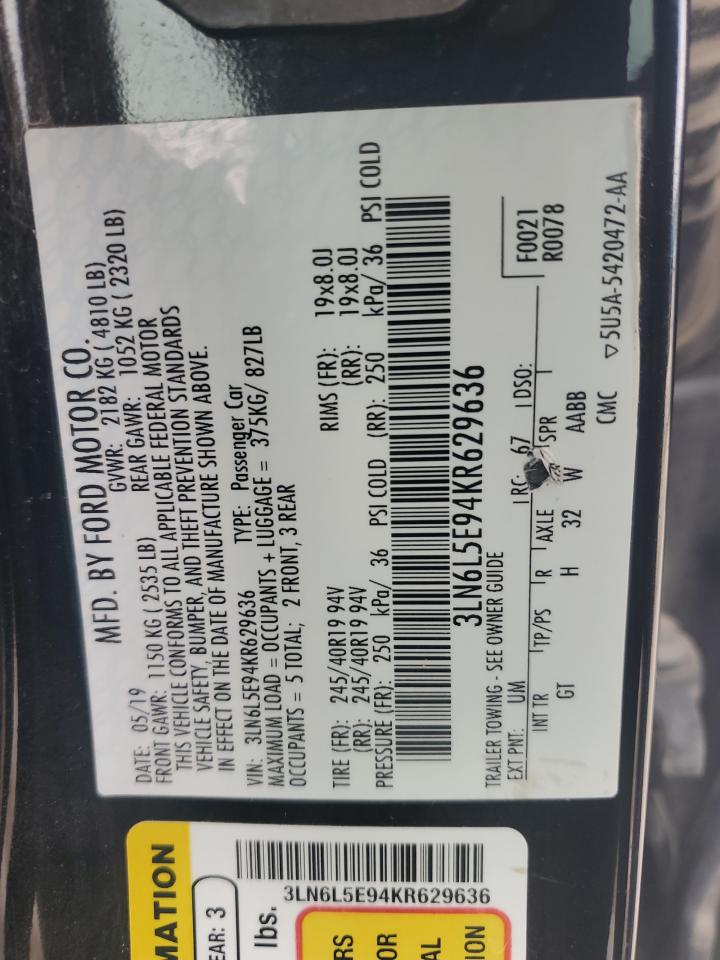 MFD. BY FORD MOTOR CO.
DATE: 05/19 GVWR: 2182 KG ( 4810 LB)
FRONT GAWR: 1150 KG ( 2535 LB) REAR GAWR: 1052 KG ( 2320 LB)
THIS VEHICLE CONFORMS TO ALL APPLICABLE FEDERAL MOTOR
VEHICLE SAFETY, BUMPER, AND THEFT PREVENTION STANDARDS
IN EFFECT ON THE DATE OF MANUFACTURE SHOWN ABOVE.
VIN: 3LN6L5E94KR629636 TYPE: Passenger Car
MAXIMUM LOAD = OCCUPANTS + LUGGAGE = 375KG/ 827LB
OCCUPANTS = 5 TOTAL; 2 FRONT, 3 REAR
TIRE (FR): 245/40R19 94V RIMS (FR): 19x8.0J
(RR): 245/40R19 94V (RR): 19x8.0J
PRESSURE (FR): 250 kPa/ 36 PSI COLD (RR): 250 kPa/ 36 PSI COLD
3LN6L5E94KR629636
TRAILER TOWING - SEE OWNER GUIDE
F0021
R0078
EXT PNT: UM RC: 67 DSO:
INT TR TP/PS R AXLE SPR
GT H 32 W AABB
CMC ▽5U5A-5420472-AA
MATION
EAR: 3
lbs.
3LN6L5E94KR629636
RS
OR
AL
ION